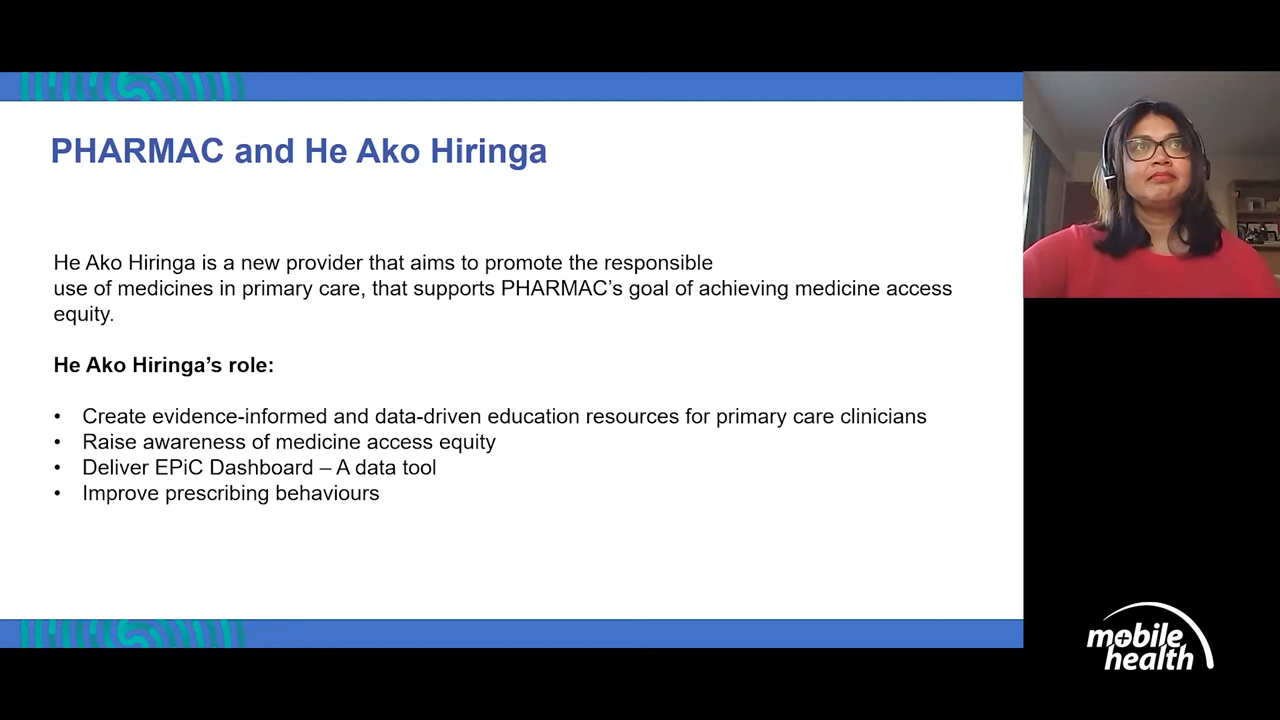 PHARMAC and He Ako Hiringa
He Ako Hiringa is a new provider that aims to promote the responsible
use of medicines in primary care, that supports PHARMAC’s goal of achieving medicine access
equity.
He Ako Hiringa’s role:
• Create evidence-informed and data-driven education resources for primary care clinicians
• Raise awareness of medicine access equity
• Deliver EPiC Dashboard – A data tool
• Improve prescribing behaviours
mobile
health